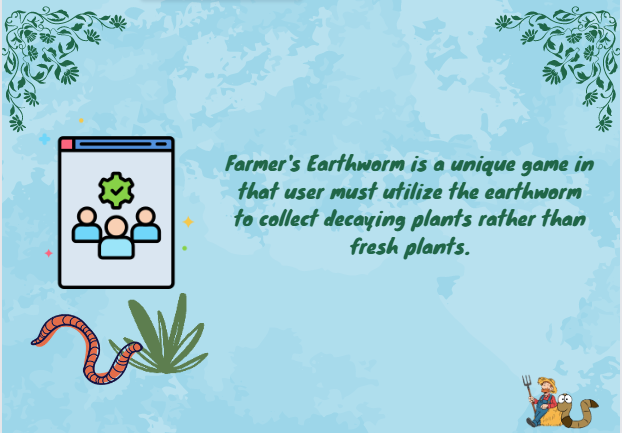 Farmer's Earthworm is a unique game in
that user must utilize the earthworm
to collect decaying plants rather than
fresh plants.